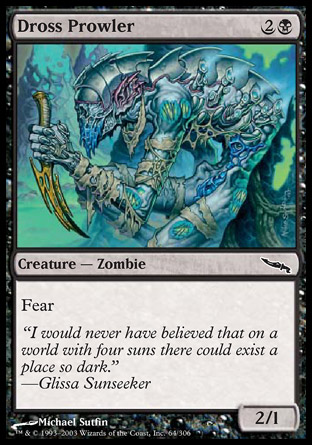 Dross Prowler 2
Creature — Zombie
Fear
“I would never have believed that on a
world with four suns there could exist a
place so dark.”
—Glissa Sunseeker
Michael Sutfin
™ & © 1993–2003 Wizards of the Coast, Inc. 64/306
2/1